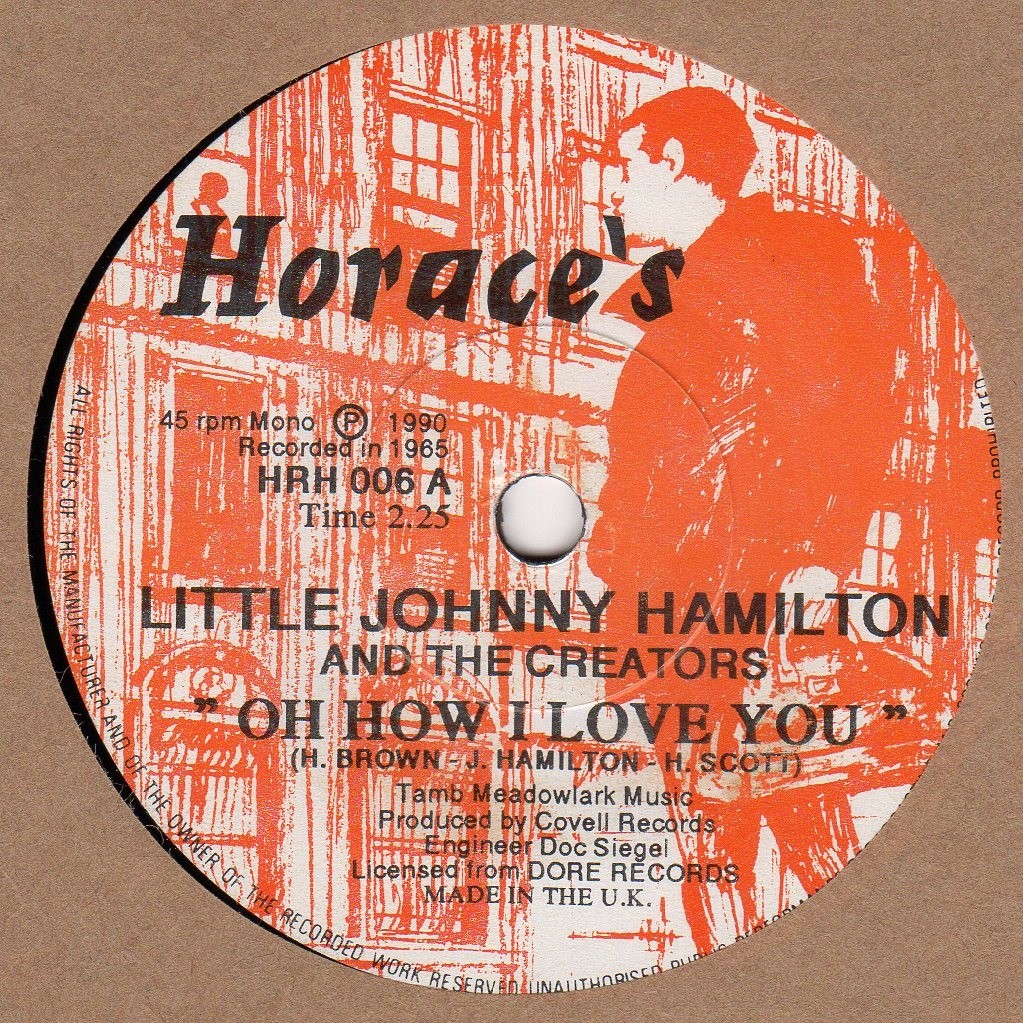 Horace's
45 rpm Mono Ⓟ 1990
Recorded in 1965
HRH 006 A
Time 2.25
LITTLE JOHNNY HAMILTON
AND THE CREATORS
" OH HOW I LOVE YOU "
(H. BROWN - J. HAMILTON - H. SCOTT)
Tamb Meadowlark Music
Produced by Covell Records
Engineer Doc Siegel
Licensed from DORE RECORDS
MADE IN THE U.K.
ALL RIGHTS OF THE MANUFACTURER AND OF THE OWNER OF THE RECORDED WORK RESERVED UNAUTHORISED RECORD PROHIBITED